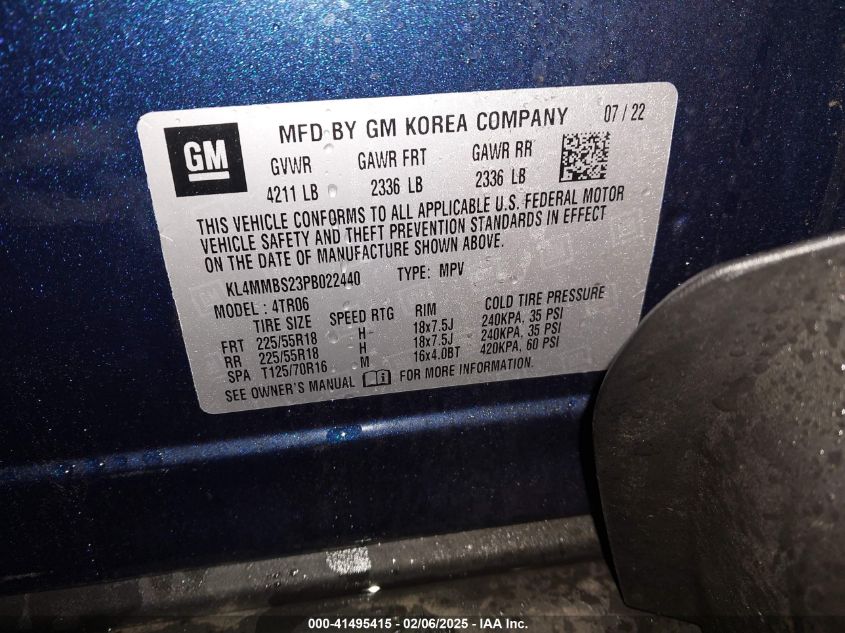 GM
MFD BY GM KOREA COMPANY 07 / 22
GVWR GAWR FRT GAWR RR
4211 LB 2336 LB 2336 LB
THIS VEHICLE CONFORMS TO ALL APPLICABLE U.S. FEDERAL MOTOR
VEHICLE SAFETY AND THEFT PREVENTION STANDARDS IN EFFECT
ON THE DATE OF MANUFACTURE SHOWN ABOVE.
KL4MMBS23PB022440 TYPE: MPV
MODEL : 4TR06
TIRE SIZE SPEED RTG RIM COLD TIRE PRESSURE
FRT 225/55R18 H 18x7.5J 240KPA, 35 PSI
RR 225/55R18 H 18x7.5J 240KPA, 35 PSI
SPA T125/70R16 M 16x4.0BT 420KPA, 60 PSI
SEE OWNER'S MANUAL FOR MORE INFORMATION.
000-41495415 - 02/06/2025 - IAA Inc.